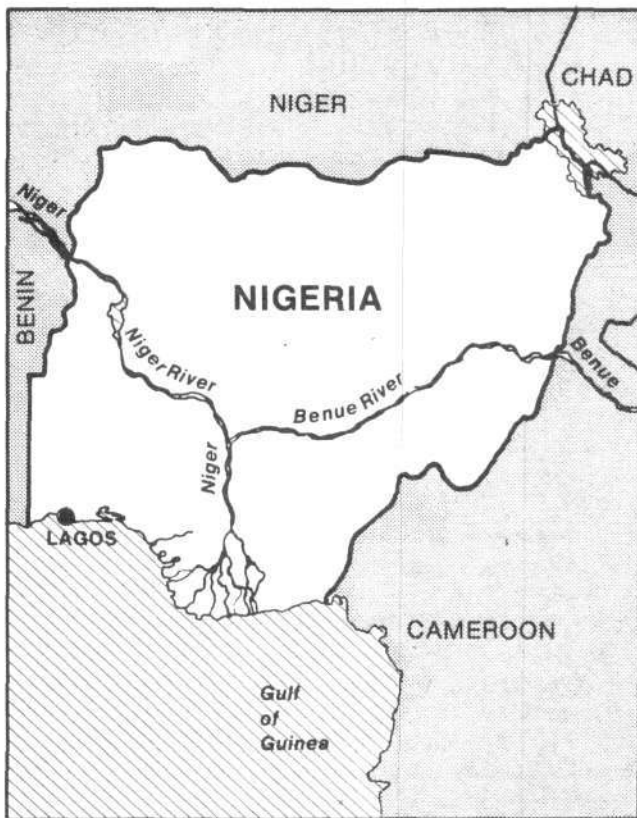 CHAD
NIGER
Niger
NIGERIA
BENIN
Niger River
Benue
Benue River
Niger
LAGOS
CAMEROON
Gulf
of
Guinea